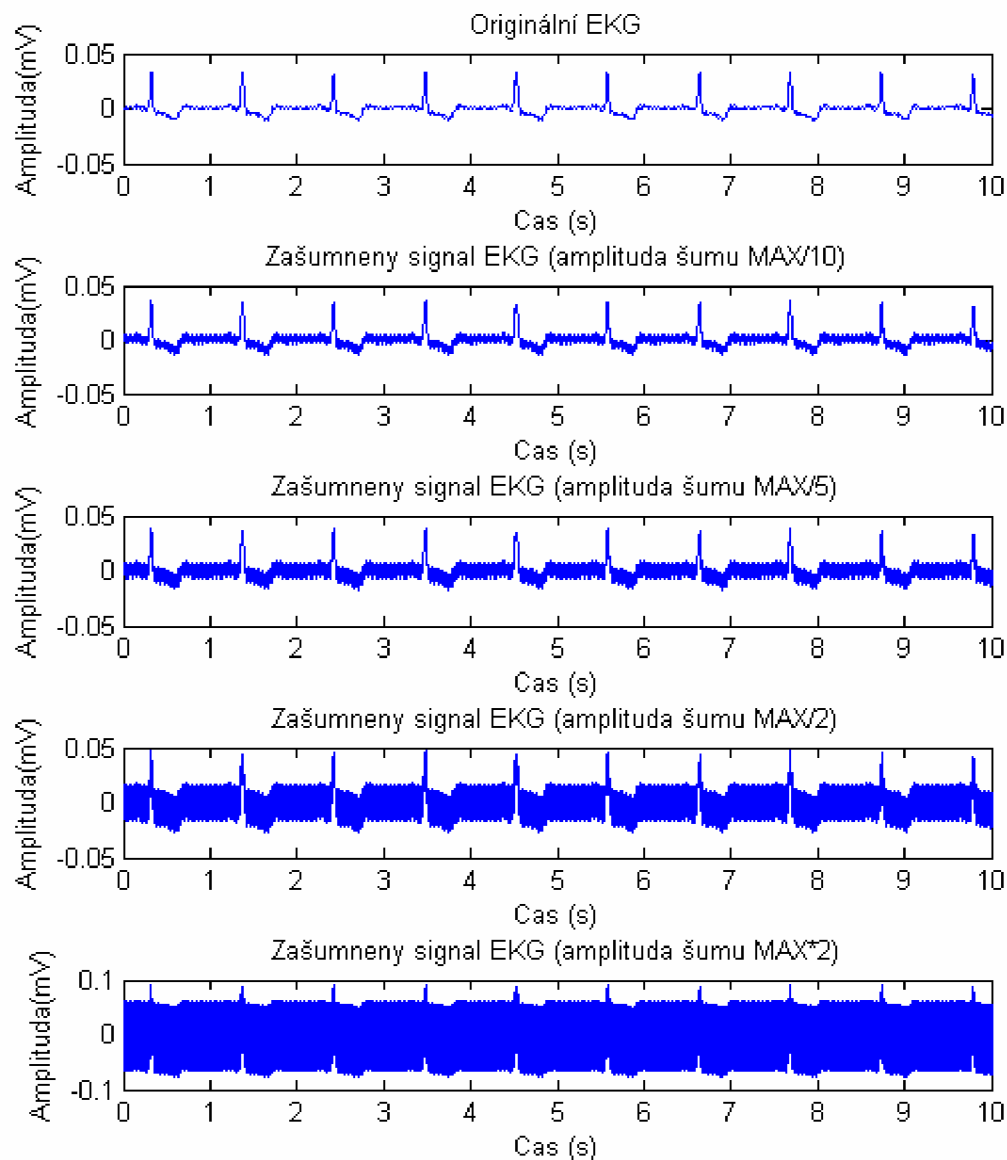 Originální EKG
Amplituda(mV)
0.05
0
-0.05
0 1 2 3 4 5 6 7 8 9 10
Cas (s)
Zašumneny signal EKG (amplituda šumu MAX/10)
Amplituda(mV)
0.05
0
-0.05
0 1 2 3 4 5 6 7 8 9 10
Cas (s)
Zašumneny signal EKG (amplituda šumu MAX/5)
Amplituda(mV)
0.05
0
-0.05
0 1 2 3 4 5 6 7 8 9 10
Cas (s)
Zašumneny signal EKG (amplituda šumu MAX/2)
Amplituda(mV)
0.05
0
-0.05
0 1 2 3 4 5 6 7 8 9 10
Cas (s)
Zašumneny signal EKG (amplituda šumu MAX*2)
Amplituda(mV)
0.1
0
-0.1
0 1 2 3 4 5 6 7 8 9 10
Cas (s)